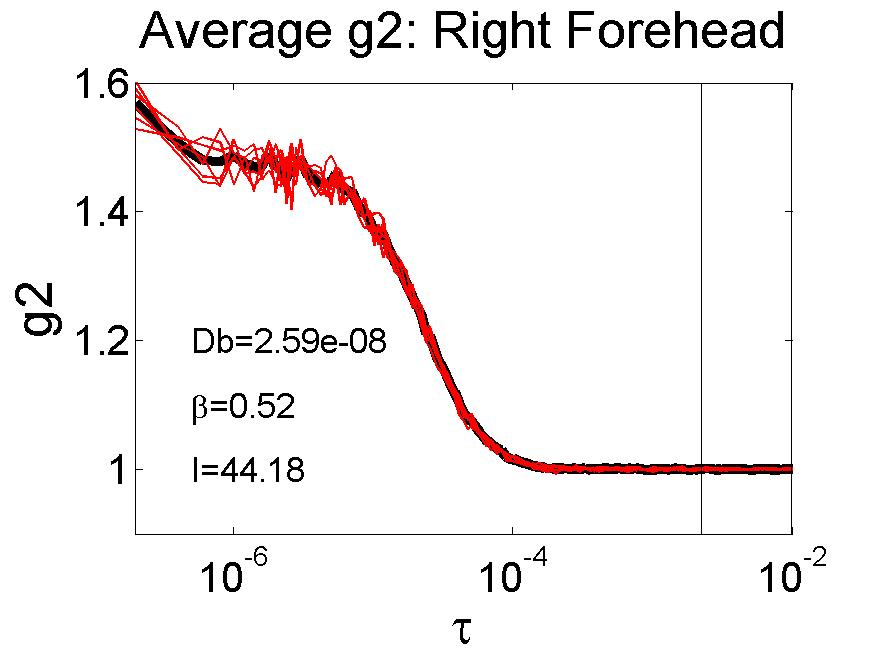 Average g2: Right Forehead
1.6
1.4
1.2
1
g2
Db=2.59e-08
β=0.52
I=44.18
10^-6
10^-4
10^-2
τ